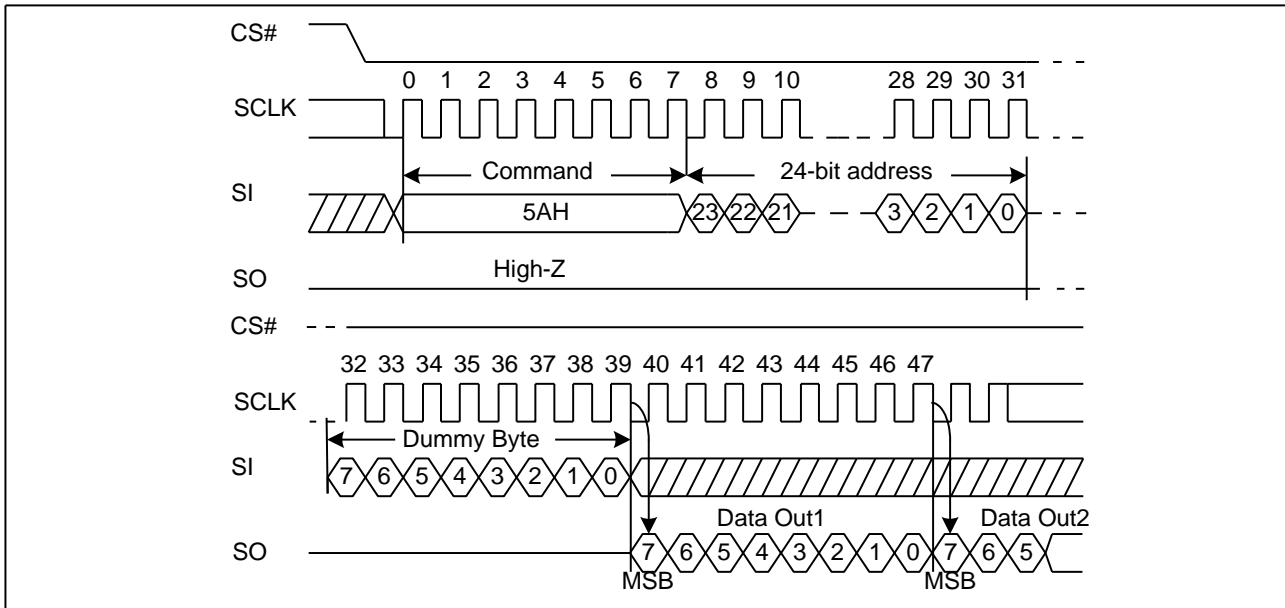 CS#
0 1 2 3 4 5 6 7 8 9 10 28 29 30 31
SCLK
Command 24-bit address
SI
5AH 23 22 21 3 2 1 0
High-Z
SO
CS#
32 33 34 35 36 37 38 39 40 41 42 43 44 45 46 47
SCLK
Dummy Byte
SI
7 6 5 4 3 2 1 0
Data Out1 Data Out2
SO
7 6 5 4 3 2 1 0 7 6 5
MSB MSB